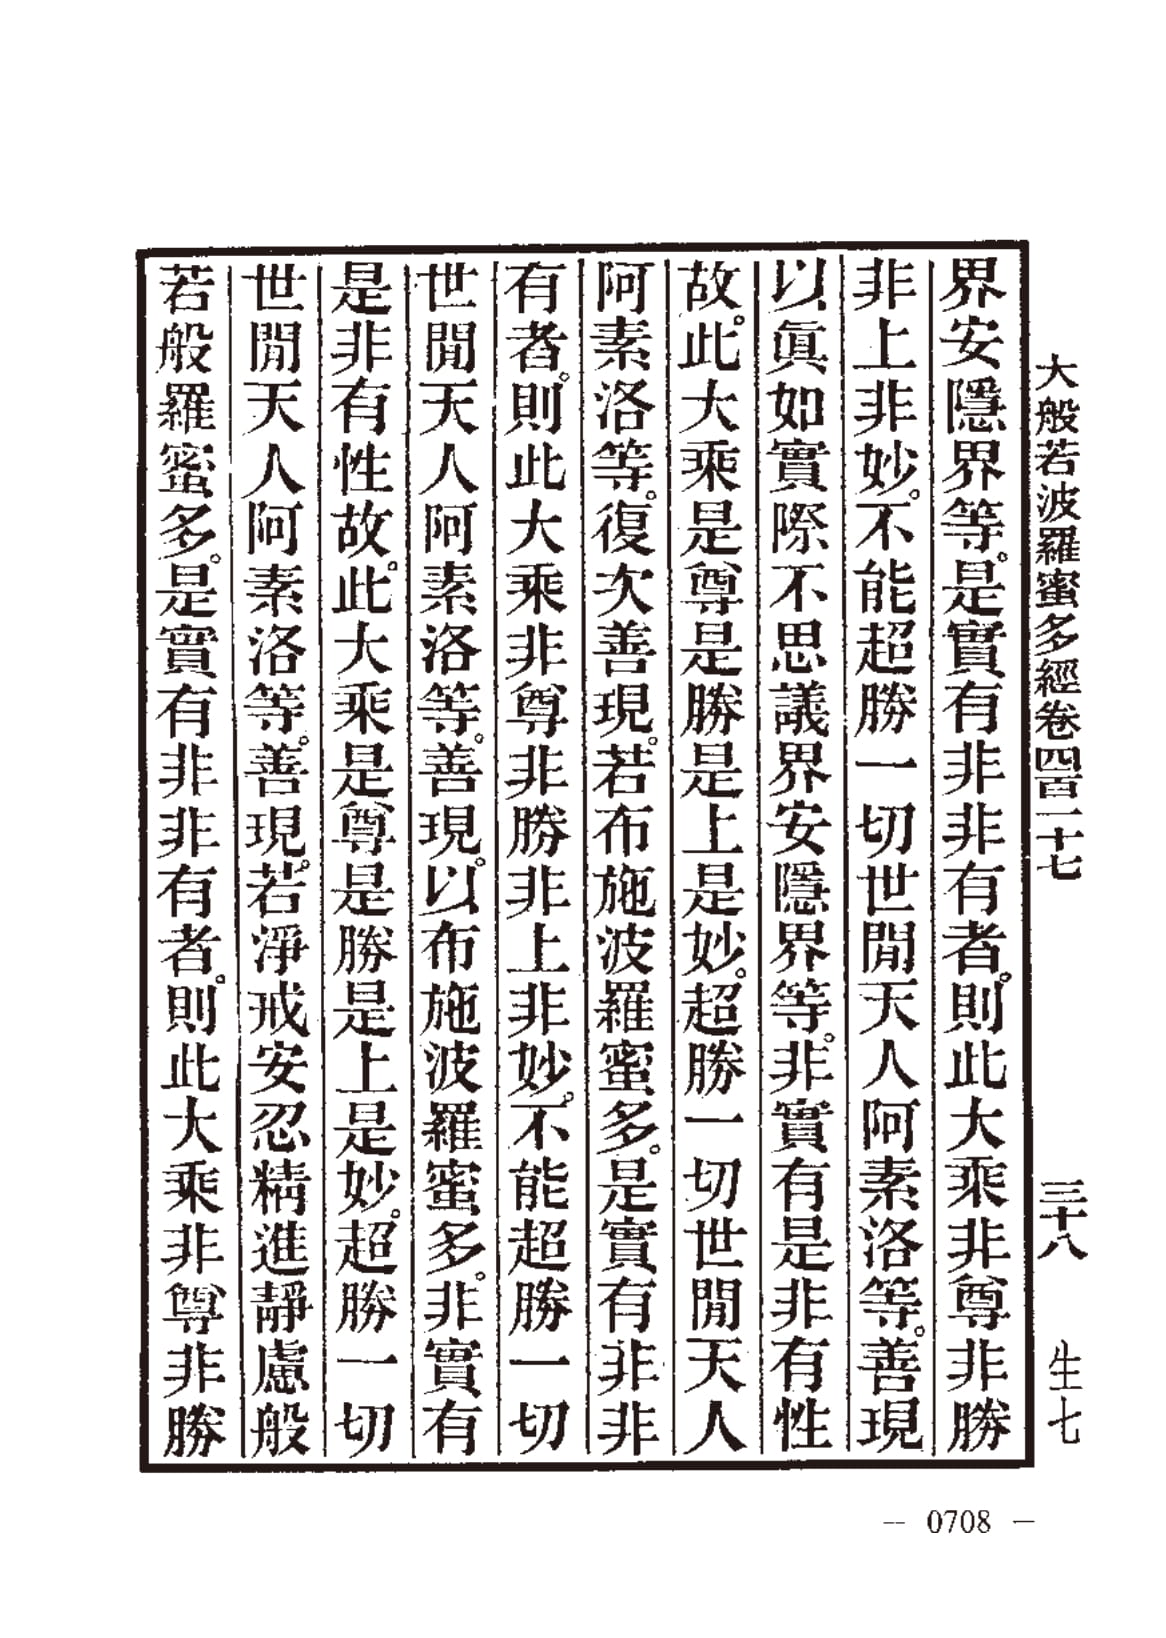 大般若波羅蜜多經卷四百一十七 三十八 生七
界安隱界等。是實有非非有者。則此大乘非尊非勝
非上非妙。不能超勝一切世閒天人阿素洛等。善現
以眞如實際不思議界安隱界等。非實有是非有性
故。此大乘是尊是勝是上是妙。超勝一切世閒天人
阿素洛等。復次善現。若布施波羅蜜多。是實有非非
有者。則此大乘非尊非勝非上非妙。不能超勝一切
世閒天人阿素洛等。善現。以布施波羅蜜多。非實有
是非有性故。此大乘是尊是勝是上是妙。超勝一切
世閒天人阿素洛等。善現。若淨戒安忍精進靜慮般
若般羅蜜多。是實有非非有者。則此大乘非尊非勝
-- 0708 —